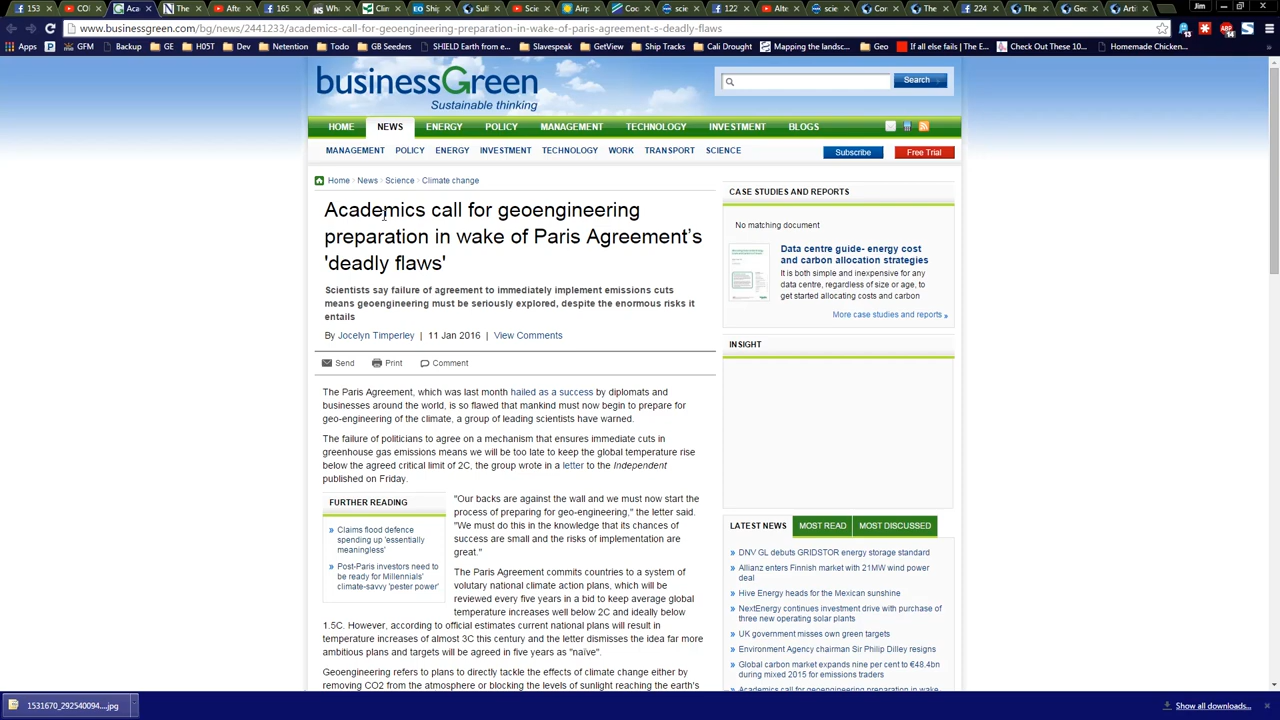 153
Sou
Aca
The N
Afte
165
Scie
Sou
Airp
Con
scie
122
Afte
scie
Geo
Geo
Geo
Arti
Jim
www.businessgreen.com/bg/news/2441233/academics-call-for-geoengineering-preparation-in-wake-of-paris-agreement-s-deadly-flaws
Apps
GFM
Backup
GE
H05T
Dev
Netention
Todo
GB Seeders
SHIELD Earth from e...
Slavespeak
GetView
Ship Tracks
Cali Drought
Mapping the landsc...
Geo
If all else fails | The E...
Check Out These 10...
Homemade Chicken...
businessGreen
Sustainable thinking
Search
HOME NEWS ENERGY POLICY MANAGEMENT TECHNOLOGY INVESTMENT BLOGS
MANAGEMENT POLICY ENERGY INVESTMENT TECHNOLOGY WORK TRANSPORT SCIENCE
Subscribe
Free Trial
Home › News › Science › Climate change
Academics call for geoengineering
preparation in wake of Paris Agreement's
'deadly flaws'
Scientists say failure of agreement to immediately implement emissions cuts
means geoengineering must be seriously explored, despite the enormous risks it
entails
By Jocelyn Timperley | 11 Jan 2016 | View Comments
Send Print Comment
The Paris Agreement, which was last month hailed as a success by diplomats and
businesses around the world, is so flawed that mankind must now begin to prepare for
geo-engineering of the climate, a group of leading scientists have warned.
The failure of politicians to agree on a mechanism that ensures immediate cuts in
greenhouse gas emissions means we will be too late to keep the global temperature rise
below the agreed critical limit of 2C, the group wrote in a letter to the Independent
published on Friday.
FURTHER READING
» Claims flood defence
spending up 'essentially
meaningless'
» Post-Paris investors need to
be ready for Millennials'
climate-savvy 'pester power'
"Our backs are against the wall and we must now start the
process of preparing for geo-engineering," the letter said.
"We must do this in the knowledge that its chances of
success are small and the risks of implementation are
great."
The Paris Agreement commits countries to a system of
volutary national climate action plans, which will be
reviewed every five years in a bid to keep average global
temperature increases well below 2C and ideally below
1.5C. However, according to official estimates current national plans will result in
temperature increases of almost 3C this century and the letter dismisses the idea far more
ambitious plans and targets will be agreed in five years as "naïve".
Geoengineering refers to plans to directly tackle the effects of climate change either by
removing CO2 from the atmosphere or blocking the levels of sunlight reaching the earth's
CASE STUDIES AND REPORTS
No matching document
Data centre guide- energy cost
and carbon allocation strategies
It is both simple and inexpensive for any
data centre, regardless of size or age, to
get started allocating costs and carbon
More case studies and reports »
INSIGHT
LATEST NEWS MOST READ MOST DISCUSSED
» DNV GL debuts GRIDSTOR energy storage standard
» Allianz enters Finnish market with 21MW wind power
deal
» Hive Energy heads for the Mexican sunshine
» NextEnergy continues investment drive with purchase of
three new operating solar plants
» UK government misses own green targets
» Environment Agency chairman Sir Philip Dilley resigns
» Global carbon market expands nine per cent to €48.4bn
during mixed 2015 for emissions traders
» Academics call for geoengineering preparation in wake
1531670_292540094....jpg
Show all downloads...